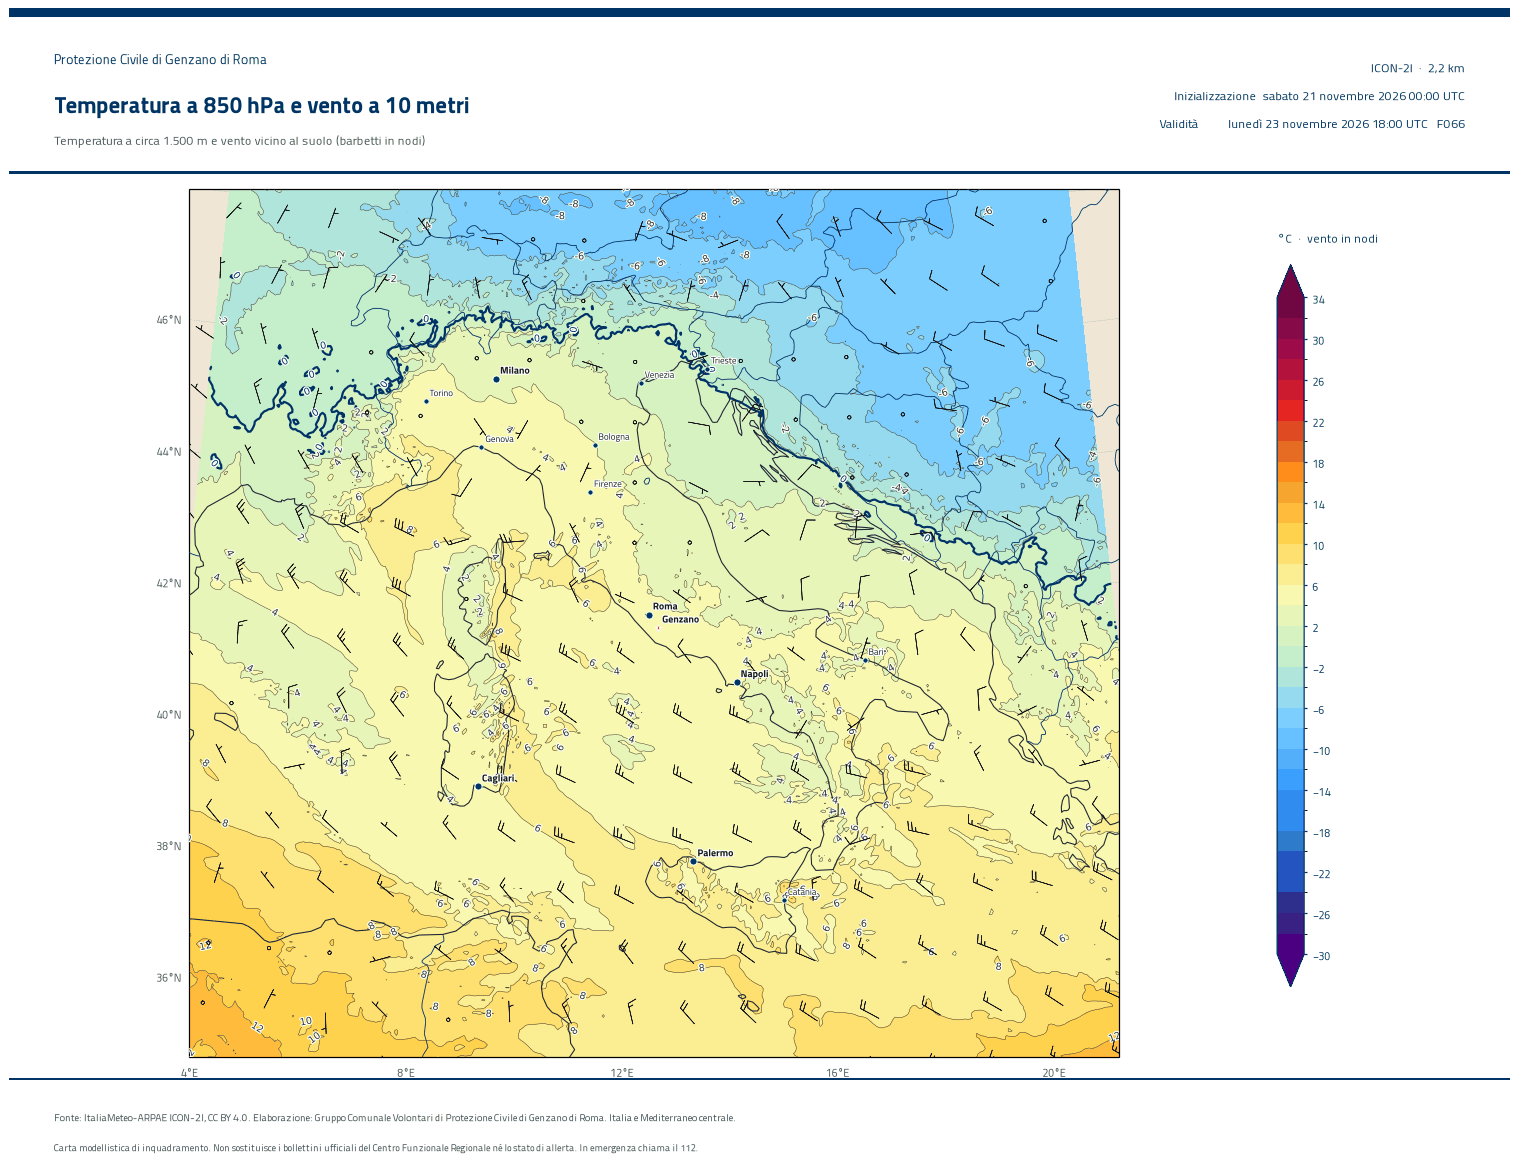 Protezione Civile di Genzano di Roma
Temperatura a 850 hPa e vento a 10 metri
Temperatura a circa 1.500 m e vento vicino al suolo (barbetti in nodi)
ICON-2I · 2,2 km
Inizializzazione sabato 21 novembre 2026 00:00 UTC
Validità lunedì 23 novembre 2026 18:00 UTC F066
°C · vento in nodi
34
30
26
22
18
14
10
6
2
−2
−6
−10
−14
−18
−22
−26
−30
46°N
44°N
42°N
40°N
38°N
36°N
4°E
8°E
12°E
16°E
20°E
Milano
Torino
Venezia
Trieste
Genova
Bologna
Firenze
Roma
Genzano
Napoli
Bari
Cagliari
Palermo
Catania
Fonte: ItaliaMeteo-ARPAE ICON-2I, CC BY 4.0. Elaborazione: Gruppo Comunale Volontari di Protezione Civile di Genzano di Roma. Italia e Mediterraneo centrale.
Carta modellistica di inquadramento. Non sostituisce i bollettini ufficiali del Centro Funzionale Regionale né lo stato di allerta. In emergenza chiama il 112.